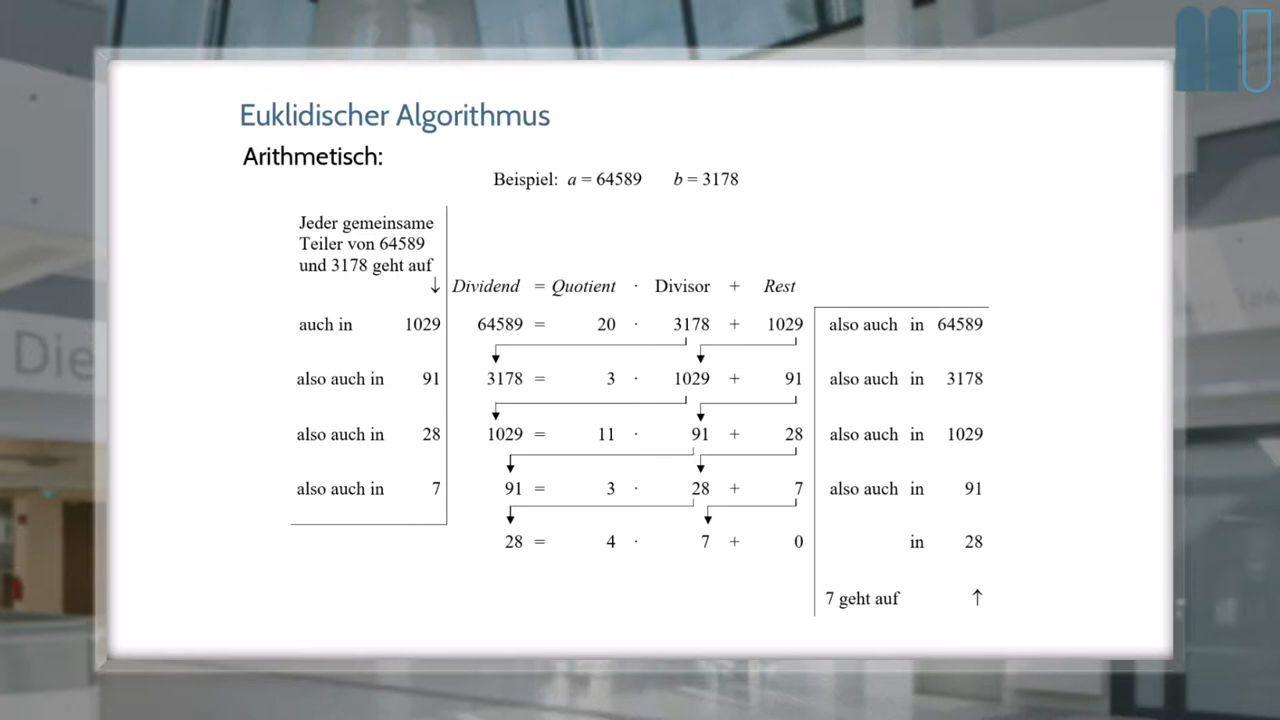 Euklidischer Algorithmus
Arithmetisch:
Beispiel: a = 64589 b = 3178
Jeder gemeinsame
Teiler von 64589
und 3178 geht auf
↓ Dividend = Quotient · Divisor + Rest
auch in 1029 64589 = 20 · 3178 + 1029 also auch in 64589
also auch in 91 3178 = 3 · 1029 + 91 also auch in 3178
also auch in 28 1029 = 11 · 91 + 28 also auch in 1029
also auch in 7 91 = 3 · 28 + 7 also auch in 91
28 = 4 · 7 + 0 in 28
7 geht auf ↑
Die